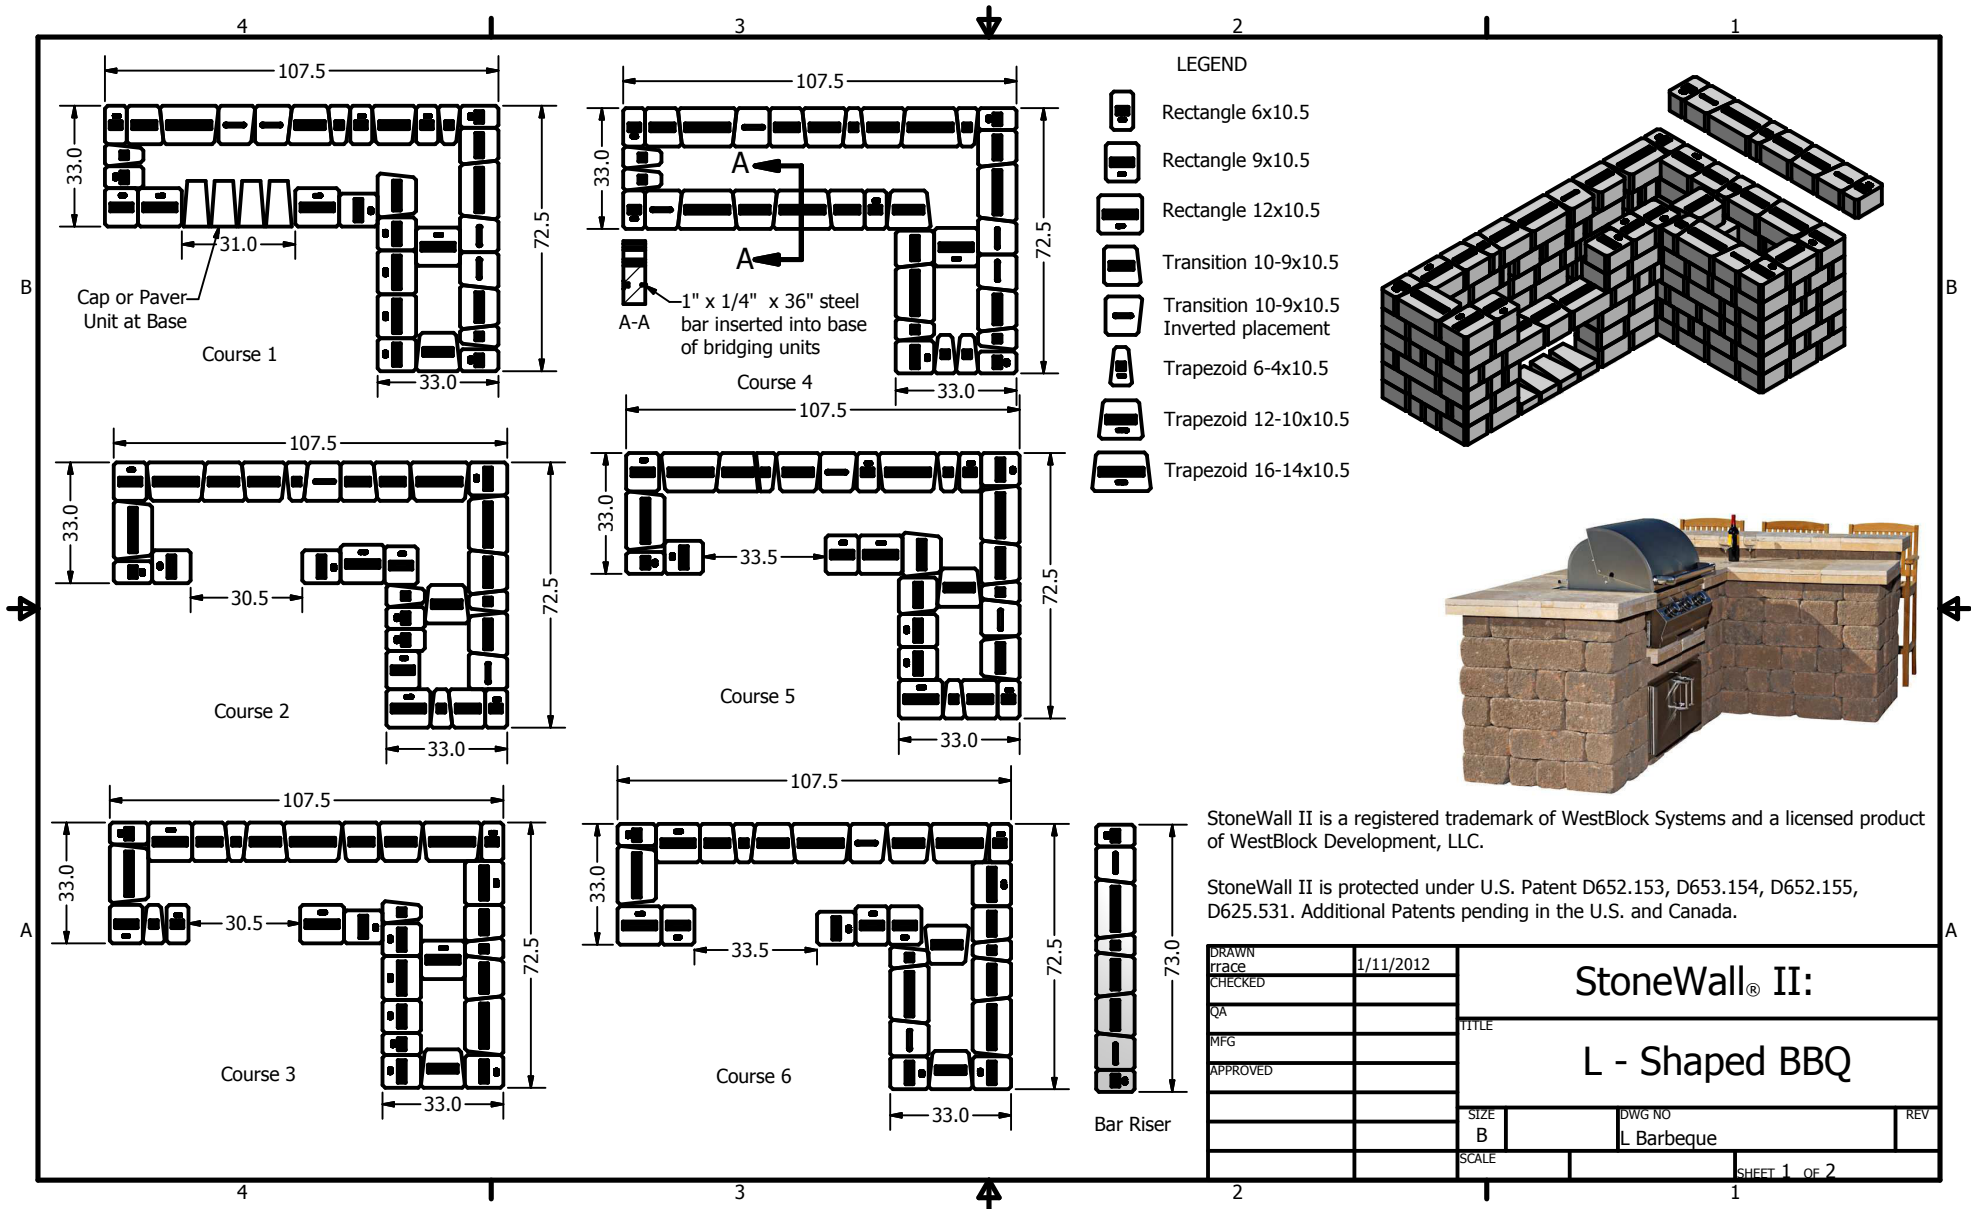 4
3
2
1
B
A
B
A
107.5
33.0
31.0
72.5
33.0
Cap or Paver
Unit at Base
Course 1
107.5
33.0
A
A
72.5
33.0
A-A
1" x 1/4"  x 36" steel
bar inserted into base
of bridging units
Course 4
107.5
33.0
30.5
72.5
33.0
Course 2
107.5
33.0
33.5
72.5
33.0
Course 5
107.5
33.0
30.5
72.5
33.0
Course 3
107.5
33.0
33.5
72.5
33.0
Course 6
73.0
Bar Riser
LEGEND
Rectangle 6x10.5
Rectangle 9x10.5
Rectangle 12x10.5
Transition 10-9x10.5
Transition 10-9x10.5
Inverted placement
Trapezoid 6-4x10.5
Trapezoid 12-10x10.5
Trapezoid 16-14x10.5
StoneWall II is a registered trademark of WestBlock Systems and a licensed product
of WestBlock Development, LLC.
StoneWall II is protected under U.S. Patent D652.153, D653.154, D652.155,
D625.531. Additional Patents pending in the U.S. and Canada.
DRAWN
rrace
1/11/2012
CHECKED
QA
MFG
APPROVED
StoneWall® II:
TITLE
L - Shaped BBQ
SIZE
B
DWG NO
L Barbeque
REV
SCALE
SHEET 1 OF 2
4
3
2
1